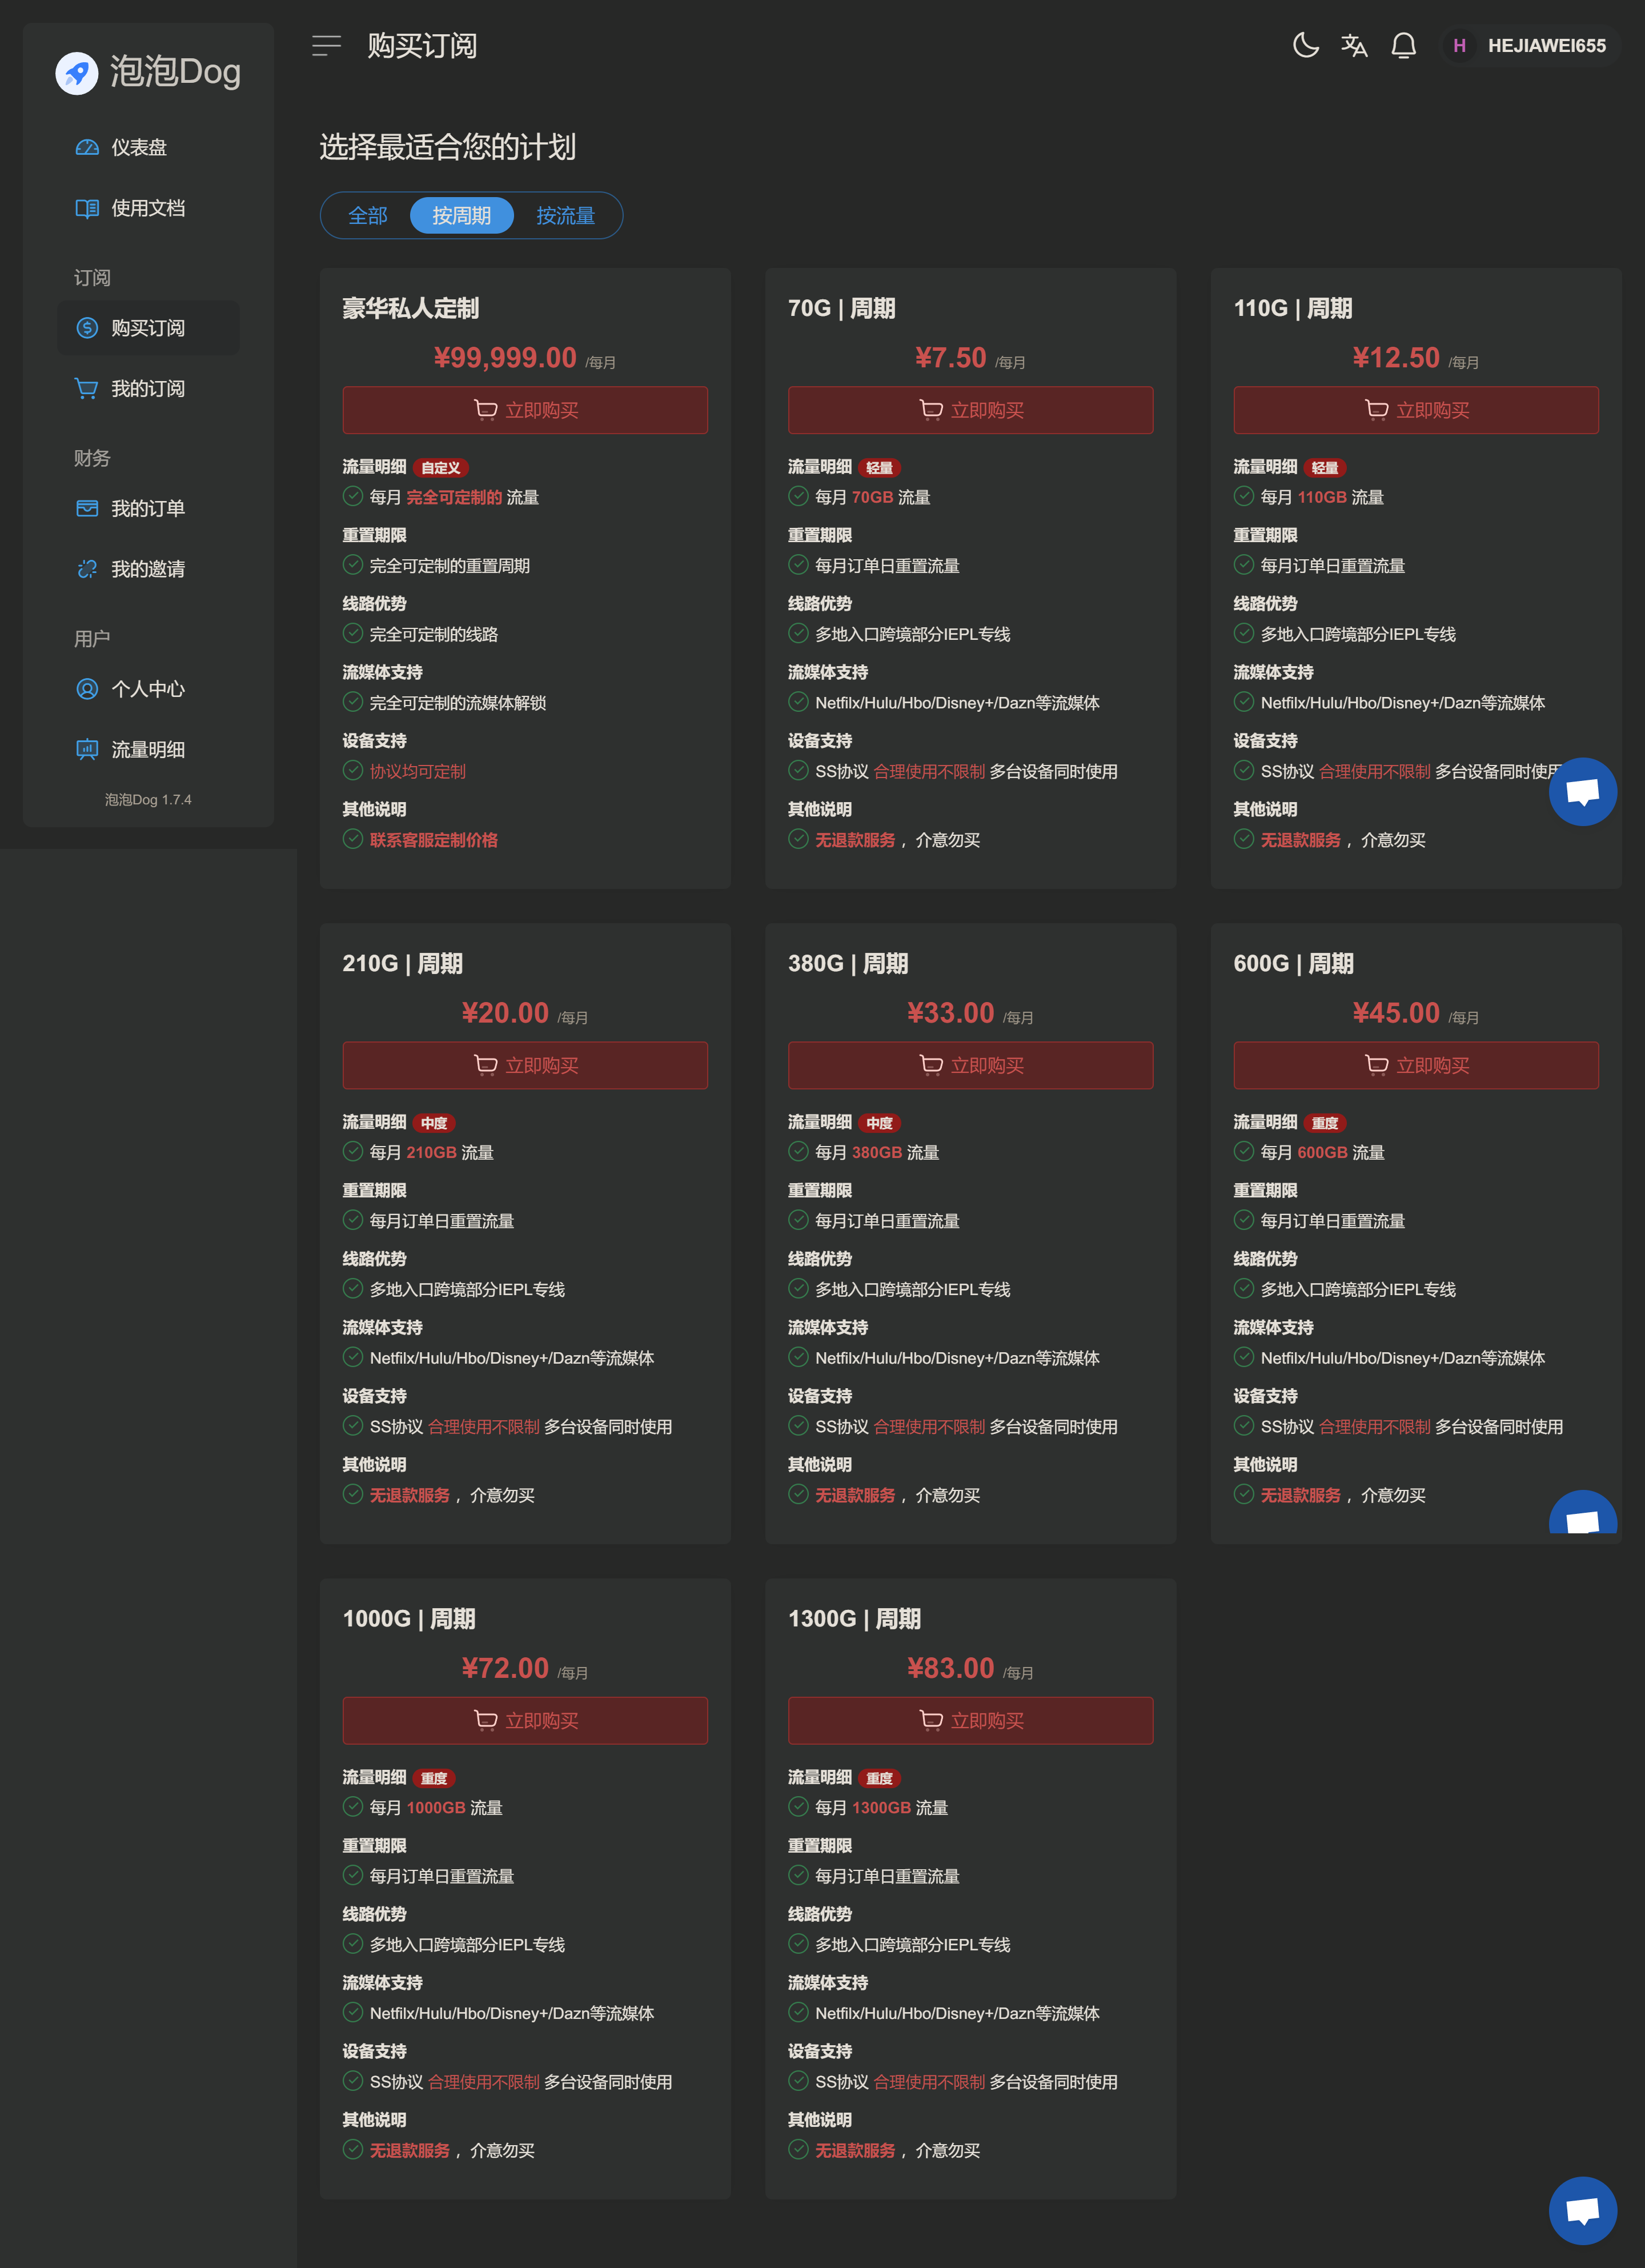 泡泡Dog
仪表盘
使用文档
订阅
购买订阅
我的订阅
财务
我的订单
我的邀请
用户
个人中心
流量明细
泡泡Dog 1.7.4
购买订阅
H HEJIAWEI655
选择最适合您的计划
全部 按周期 按流量
豪华私人定制
¥99,999.00 /每月
立即购买
流量明细 自定义
每月 完全可定制的 流量
重置期限
完全可定制的重置周期
线路优势
完全可定制的线路
流媒体支持
完全可定制的流媒体解锁
设备支持
协议均可定制
其他说明
联系客服定制价格
70G | 周期
¥7.50 /每月
立即购买
流量明细 轻量
每月 70GB 流量
重置期限
每月订单日重置流量
线路优势
多地入口跨境部分IEPL专线
流媒体支持
Netfilx/Hulu/Hbo/Disney+/Dazn等流媒体
设备支持
SS协议 合理使用不限制 多台设备同时使用
其他说明
无退款服务 ，介意勿买
110G | 周期
¥12.50 /每月
立即购买
流量明细 轻量
每月 110GB 流量
重置期限
每月订单日重置流量
线路优势
多地入口跨境部分IEPL专线
流媒体支持
Netfilx/Hulu/Hbo/Disney+/Dazn等流媒体
设备支持
SS协议 合理使用不限制 多台设备同时使用
其他说明
无退款服务 ，介意勿买
210G | 周期
¥20.00 /每月
立即购买
流量明细 中度
每月 210GB 流量
重置期限
每月订单日重置流量
线路优势
多地入口跨境部分IEPL专线
流媒体支持
Netfilx/Hulu/Hbo/Disney+/Dazn等流媒体
设备支持
SS协议 合理使用不限制 多台设备同时使用
其他说明
无退款服务 ，介意勿买
380G | 周期
¥33.00 /每月
立即购买
流量明细 中度
每月 380GB 流量
重置期限
每月订单日重置流量
线路优势
多地入口跨境部分IEPL专线
流媒体支持
Netfilx/Hulu/Hbo/Disney+/Dazn等流媒体
设备支持
SS协议 合理使用不限制 多台设备同时使用
其他说明
无退款服务 ，介意勿买
600G | 周期
¥45.00 /每月
立即购买
流量明细 重度
每月 600GB 流量
重置期限
每月订单日重置流量
线路优势
多地入口跨境部分IEPL专线
流媒体支持
Netfilx/Hulu/Hbo/Disney+/Dazn等流媒体
设备支持
SS协议 合理使用不限制 多台设备同时使用
其他说明
无退款服务 ，介意勿买
1000G | 周期
¥72.00 /每月
立即购买
流量明细 重度
每月 1000GB 流量
重置期限
每月订单日重置流量
线路优势
多地入口跨境部分IEPL专线
流媒体支持
Netfilx/Hulu/Hbo/Disney+/Dazn等流媒体
设备支持
SS协议 合理使用不限制 多台设备同时使用
其他说明
无退款服务 ，介意勿买
1300G | 周期
¥83.00 /每月
立即购买
流量明细 重度
每月 1300GB 流量
重置期限
每月订单日重置流量
线路优势
多地入口跨境部分IEPL专线
流媒体支持
Netfilx/Hulu/Hbo/Disney+/Dazn等流媒体
设备支持
SS协议 合理使用不限制 多台设备同时使用
其他说明
无退款服务 ，介意勿买